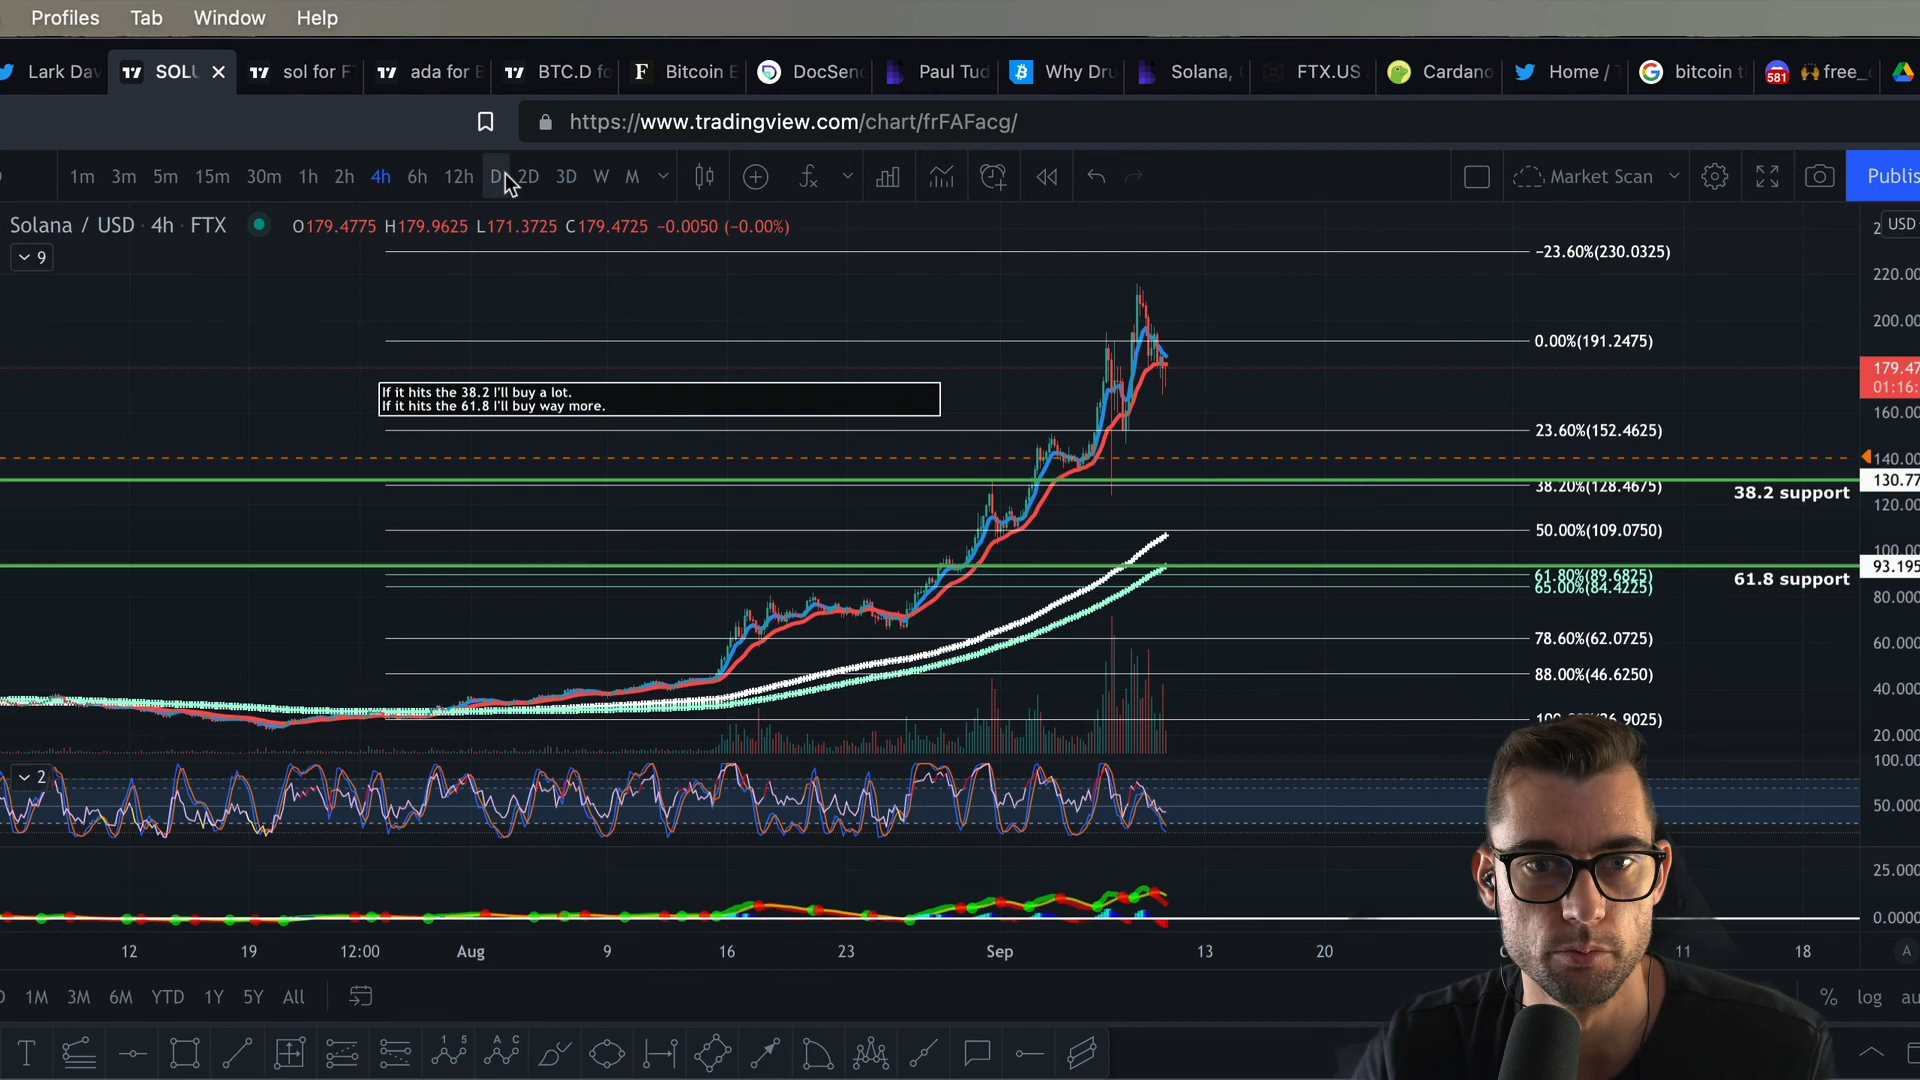 Profiles Tab Window Help
Lark Dav SOLU sol for F ada for B BTC.D fo Bitcoin E DocSen Paul Tud Why Dru Solana, FTX.US Cardano Home / bitcoin t 581 free_
https://www.tradingview.com/chart/frFAFacg/
1m 3m 5m 15m 30m 1h 2h 4h 6h 12h D 2D 3D W M Market Scan Publis
Solana / USD · 4h · FTX O179.4775 H179.9625 L171.3725 C179.4725 −0.0050 (−0.00%) USD
9
−23.60%(230.0325)
220.00
200.00
0.00%(191.2475)
179.47
01:16:
If it hits the 38.2 I'll buy a lot.
If it hits the 61.8 I'll buy way more.
160.00
23.60%(152.4625)
140.00
130.77
38.20%(128.4675)
38.2 support
120.00
50.00%(109.0750)
100.00
93.195
61.80%(89.6825)
61.8 support
65.00%(84.4225)
80.000
78.60%(62.0725)
60.000
88.00%(46.6250)
40.000
20.000
100.00
2
50.000
25.000
0.0000
12 19 12:00 Aug 9 16 23 Sep 13 20 11 18 A
1M 3M 6M YTD 1Y 5Y All % log au
T 1 5 A C